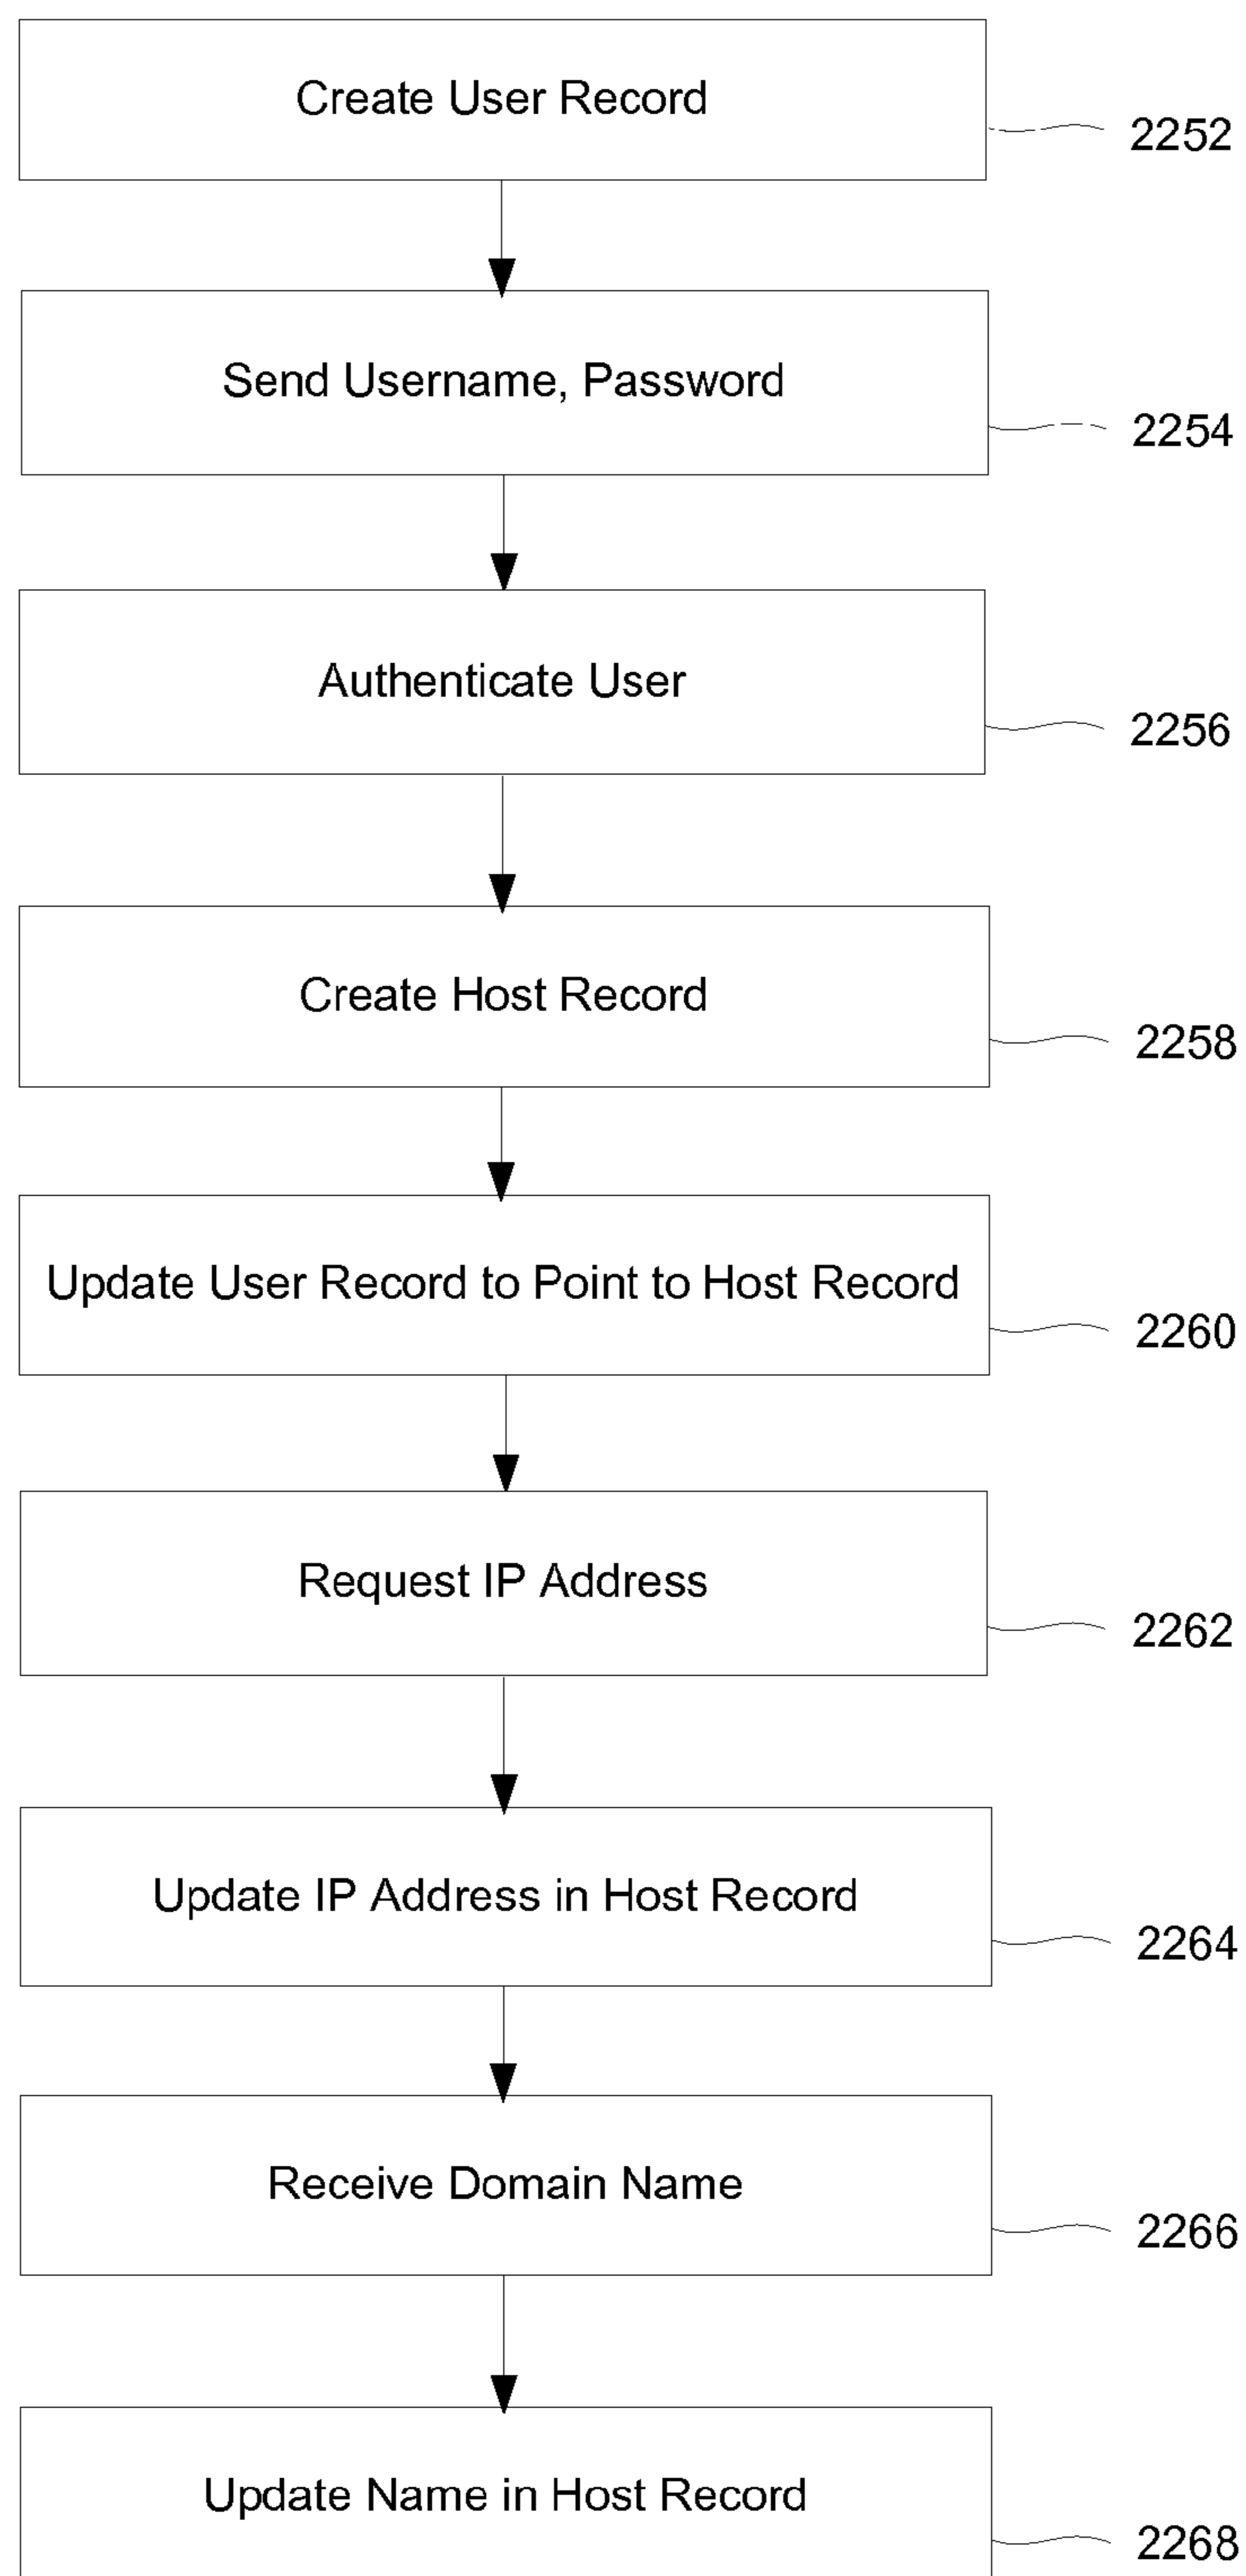 Create User Record
2252
Send Username, Password
2254
Authenticate User
2256
Create Host Record
2258
Update User Record to Point to Host Record
2260
Request IP Address
2262
Update IP Address in Host Record
2264
Receive Domain Name
2266
Update Name in Host Record
2268